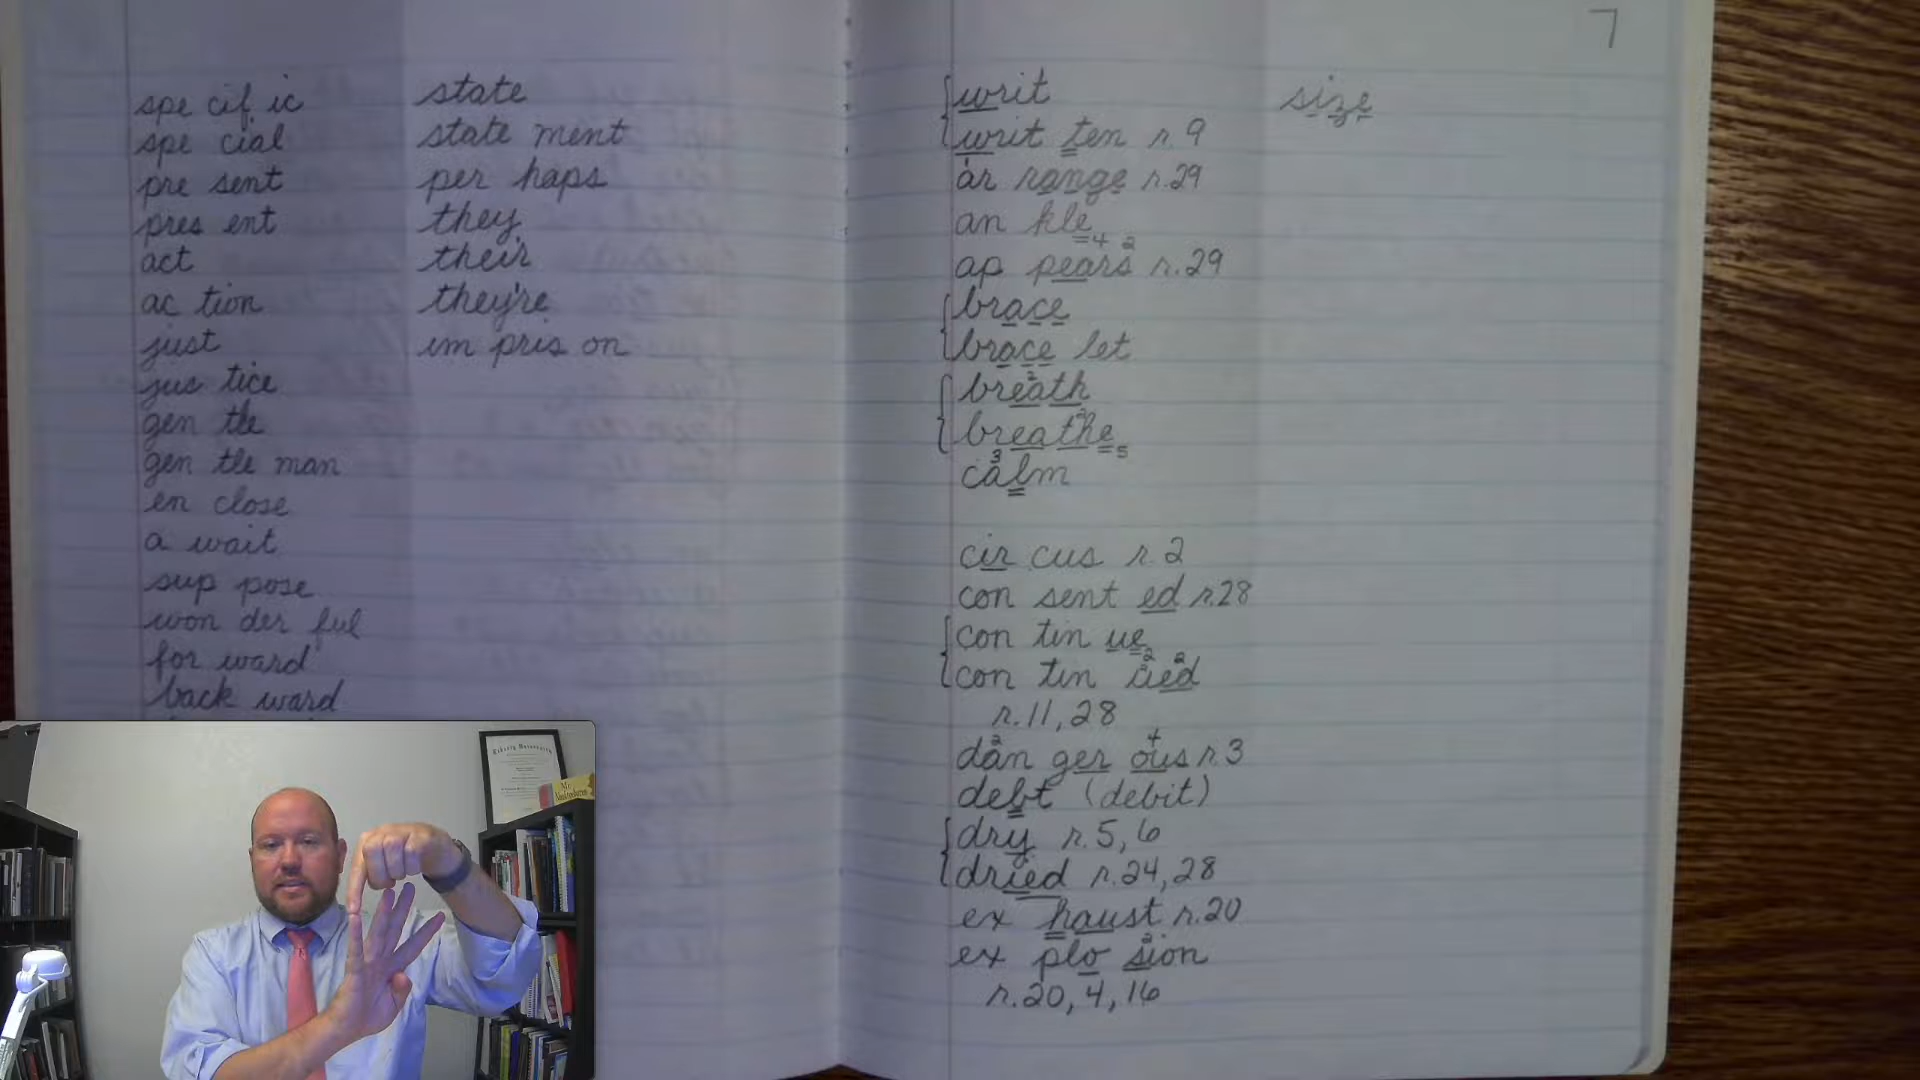 spe cif ic
spe cial
pre sent
pres ent
act
ac tion
just
jus tice
gen tle
gen tle man
en close
a wait
sup pose
won der ful
for ward
back ward
state
state ment
per haps
they
their
they're
im pris on
7
writ
writ ten r. 9
ar range r. 29
an kle 4
ap pears r. 29
brace
brace let
breath
breathe 5
calm
cir cus r. 2
con sent ed r. 28
con tin ue 2
con tin ued
r. 11, 28
dan ger ous r. 3
debt (debit)
dry r. 5, 6
dried r. 24, 28
ex haust r. 20
ex plo sion
r. 20, 4, 16
size